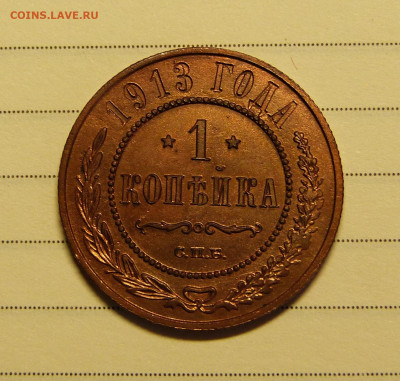 COINS.LAVE.RU
1913 ГОДА
1
КОПѢЙКА
С.П.Б.